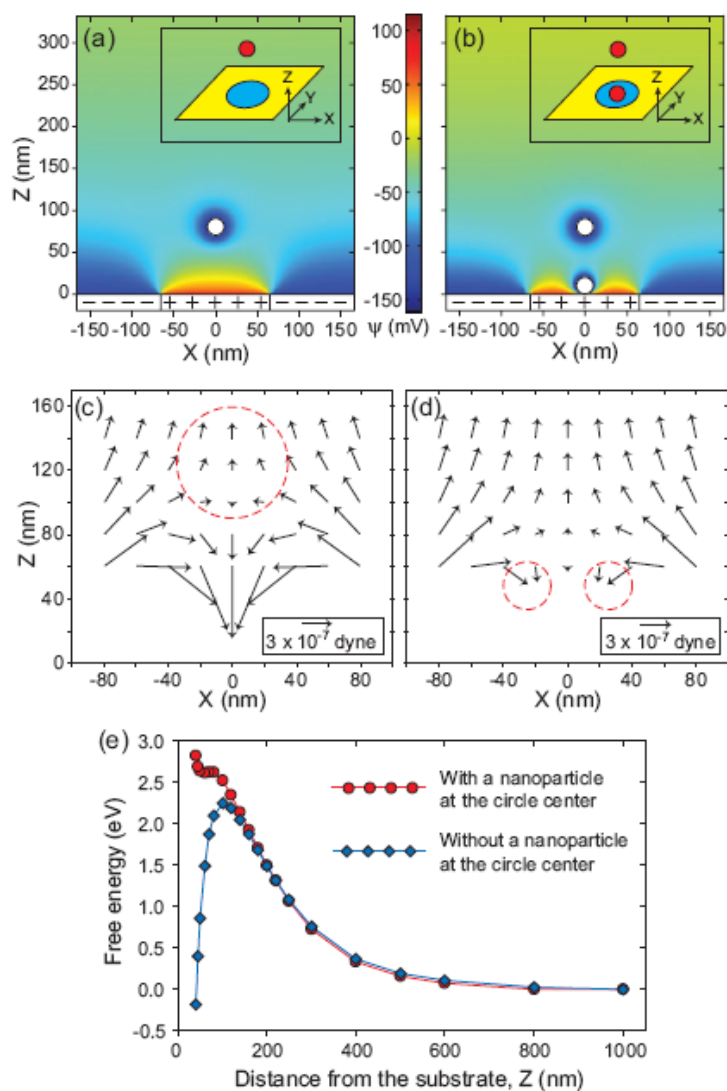 (a)
(b)
Z
Y
X
Z
Y
X
Z (nm)
300
250
200
150
100
50
0
100
50
0
-50
-100
-150
ψ (mV)
− − − − − + + + + + − − − − −
− − − − − + + + + + − − − − −
-150 -100 -50 0 50 100 150
-150 -100 -50 0 50 100 150
X (nm)
X (nm)
(c)
(d)
Z (nm)
160
120
80
40
0
3 x 10⁻⁷ dyne
3 x 10⁻⁷ dyne
-80 -40 0 40 80
-80 -40 0 40 80
X (nm)
X (nm)
(e)
Free energy (eV)
3.0
2.5
2.0
1.5
1.0
0.5
0.0
-0.5
With a nanoparticle
at the circle center
Without a nanoparticle
at the circle center
0 200 400 600 800 1000
Distance from the substrate, Z (nm)